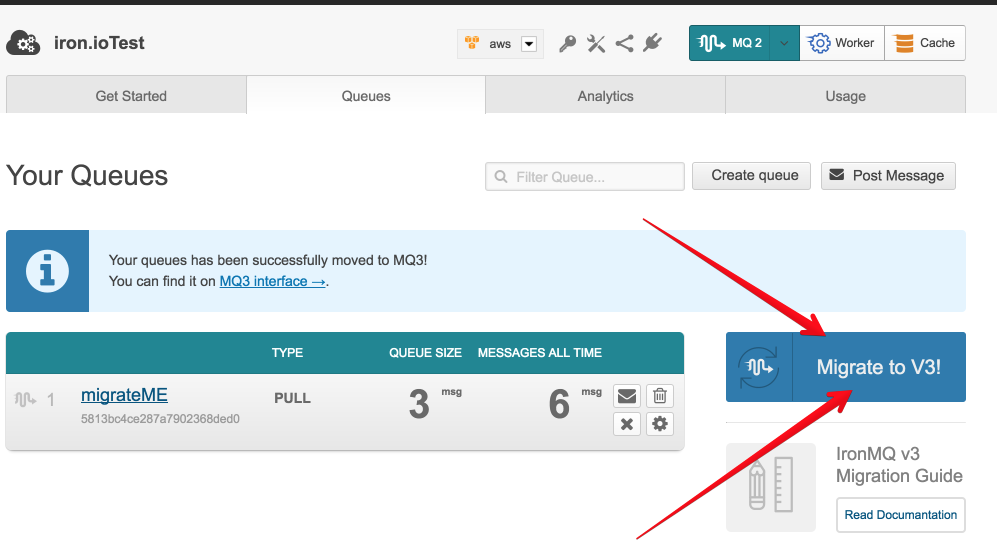 iron.ioTest
aws
MQ 2
Worker
Cache
Get Started
Queues
Analytics
Usage
Your Queues
Filter Queue...
Create queue
Post Message
Your queues has been successfully moved to MQ3!
You can find it on MQ3 interface →.
TYPE
QUEUE SIZE
MESSAGES ALL TIME
1
migrateME
5813bc4ce287a7902368ded0
PULL
3 msg
6 msg
Migrate to V3!
IronMQ v3
Migration Guide
Read Documantation